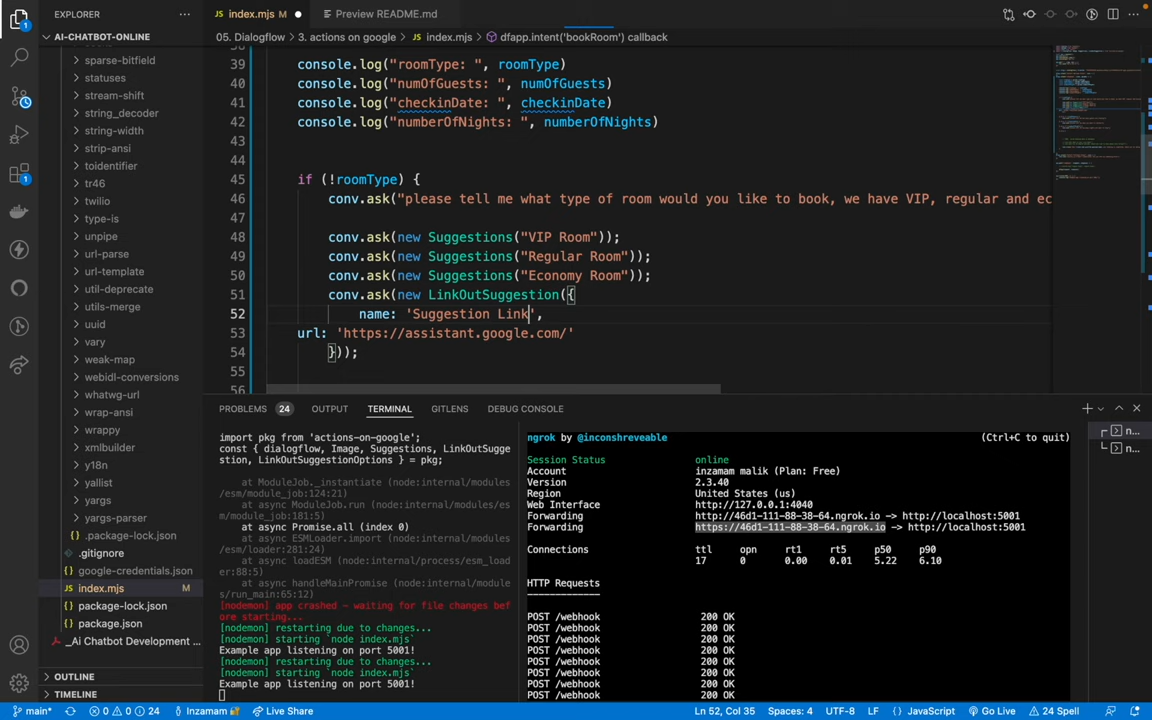 EXPLORER
index.mjs M
Preview README.md
AI-CHATBOT-ONLINE
05. Dialogflow > 3. actions on google > index.mjs > dfapp.intent('bookRoom') callback
sparse-bitfield
statuses
stream-shift
string_decoder
string-width
strip-ansi
toidentifier
tr46
twilio
type-is
unpipe
url-parse
url-template
url-template
utils-merge
uuid
vary
weak-map
webidl-conversions
whatwg-url
wrap-ansi
wrappy
xmlbuilder
y18n
yallist
yargs
yargs-parser
.package-lock.json
.gitignore
google-credentials.json
index.mjs M
package-lock.json
package.json
_Ai Chatbot Development ...
OUTLINE
TIMELINE
39 console.log("roomType: ", roomType)
40 console.log("numOfGuests: ", numOfGuests)
41 console.log("checkinDate: ", checkinDate)
42 console.log("numberOfNights: ", numberOfNights)
43
44
45 if (!roomType) {
46 conv.ask("please tell me what type of room would you like to book, we have VIP, regular and ec
47
48 conv.ask(new Suggestions("VIP Room"));
49 conv.ask(new Suggestions("Regular Room"));
50 conv.ask(new Suggestions("Economy Room"));
51 conv.ask(new LinkOutSuggestion({
52 name: 'Suggestion Link',
53 url: 'https://assistant.google.com/'
54 }));
55
56
PROBLEMS 24 OUTPUT TERMINAL GITLENS DEBUG CONSOLE
import pkg from 'actions-on-google';
const { dialogflow, Image, Suggestions, LinkOutSugge
stion, LinkOutSuggestionOptions } = pkg;
at ModuleJob._instantiate (node:internal/modules
/esm/module_job:124:21)
at async ModuleJob.run (node:internal/modules/es
m/module_job:181:5)
at async Promise.all (index 0)
at async ESMLoader.import (node:internal/modules
/esm/loader:281:24)
at async loadESM (node:internal/process/esm_load
er:88:5)
at async handleMainPromise (node:internal/module
s/run_main:65:12)
[nodemon] app crashed - waiting for file changes bef
ore starting...
[nodemon] restarting due to changes...
[nodemon] starting `node index.mjs`
Example app listening on port 5001!
[nodemon] restarting due to changes...
[nodemon] starting `node index.mjs`
Example app listening on port 5001!
ngrok by @inconshreveable (Ctrl+C to quit)
Session Status online
Account inzamam malik (Plan: Free)
Version 2.3.40
Region United States (us)
Web Interface http://127.0.0.1:4040
Forwarding http://46d1-111-88-38-64.ngrok.io -> http://localhost:5001
Forwarding https://46d1-111-88-38-64.ngrok.io -> http://localhost:5001
Connections ttl opn rt1 rt5 p50 p90
17 0 0.00 0.01 5.22 6.10
HTTP Requests
-------------
POST /webhook 200 OK
POST /webhook 200 OK
POST /webhook 200 OK
POST /webhook 200 OK
POST /webhook 200 OK
POST /webhook 200 OK
POST /webhook 200 OK
POST /webhook 200 OK
n...
n...
main* 0 0 24 Inzamam Live Share Ln 52, Col 35 Spaces: 4 UTF-8 LF JavaScript Go Live 24 Spell